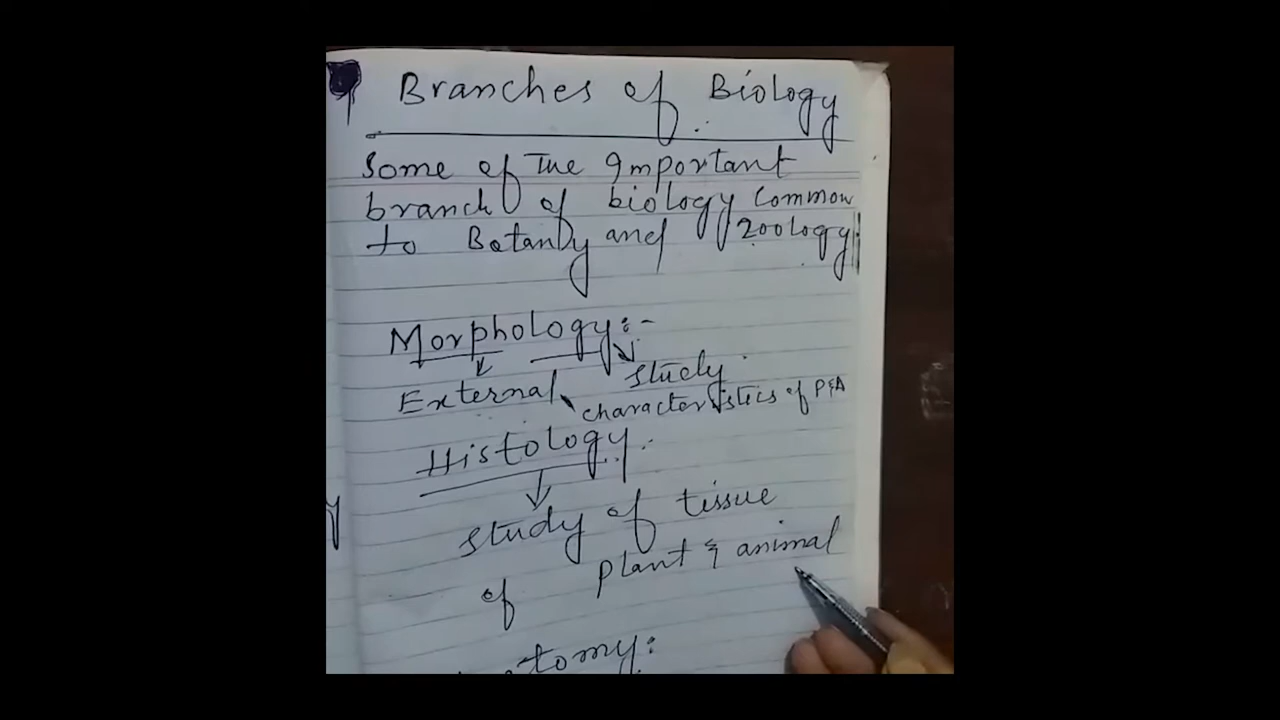 Branches of Biology
Some of The Important
branch of biology common
to Botany and Zoology.
Morphology:-
External study
characteristics of P&A
Histology:-
study of tissue
of plant & animal
tomy: